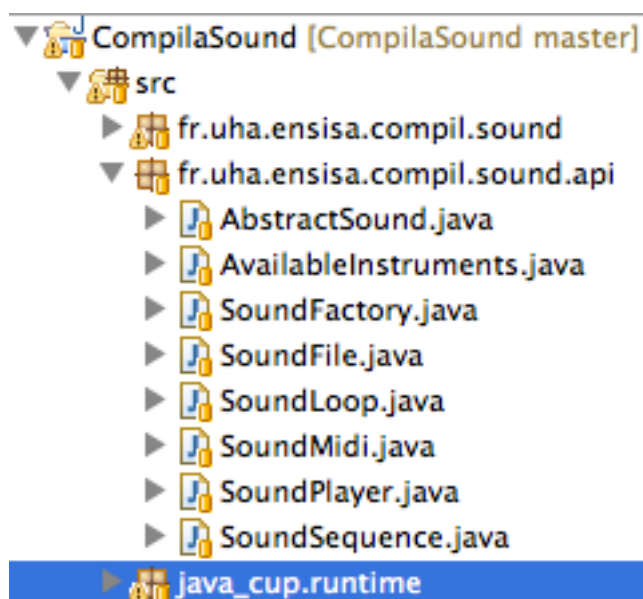 CompilaSound [CompilaSound master]
src
fr.uha.ensisa.compil.sound
fr.uha.ensisa.compil.sound.api
AbstractSound.java
AvailableInstruments.java
SoundFactory.java
SoundFile.java
SoundLoop.java
SoundMidi.java
SoundPlayer.java
SoundSequence.java
java_cup.runtime